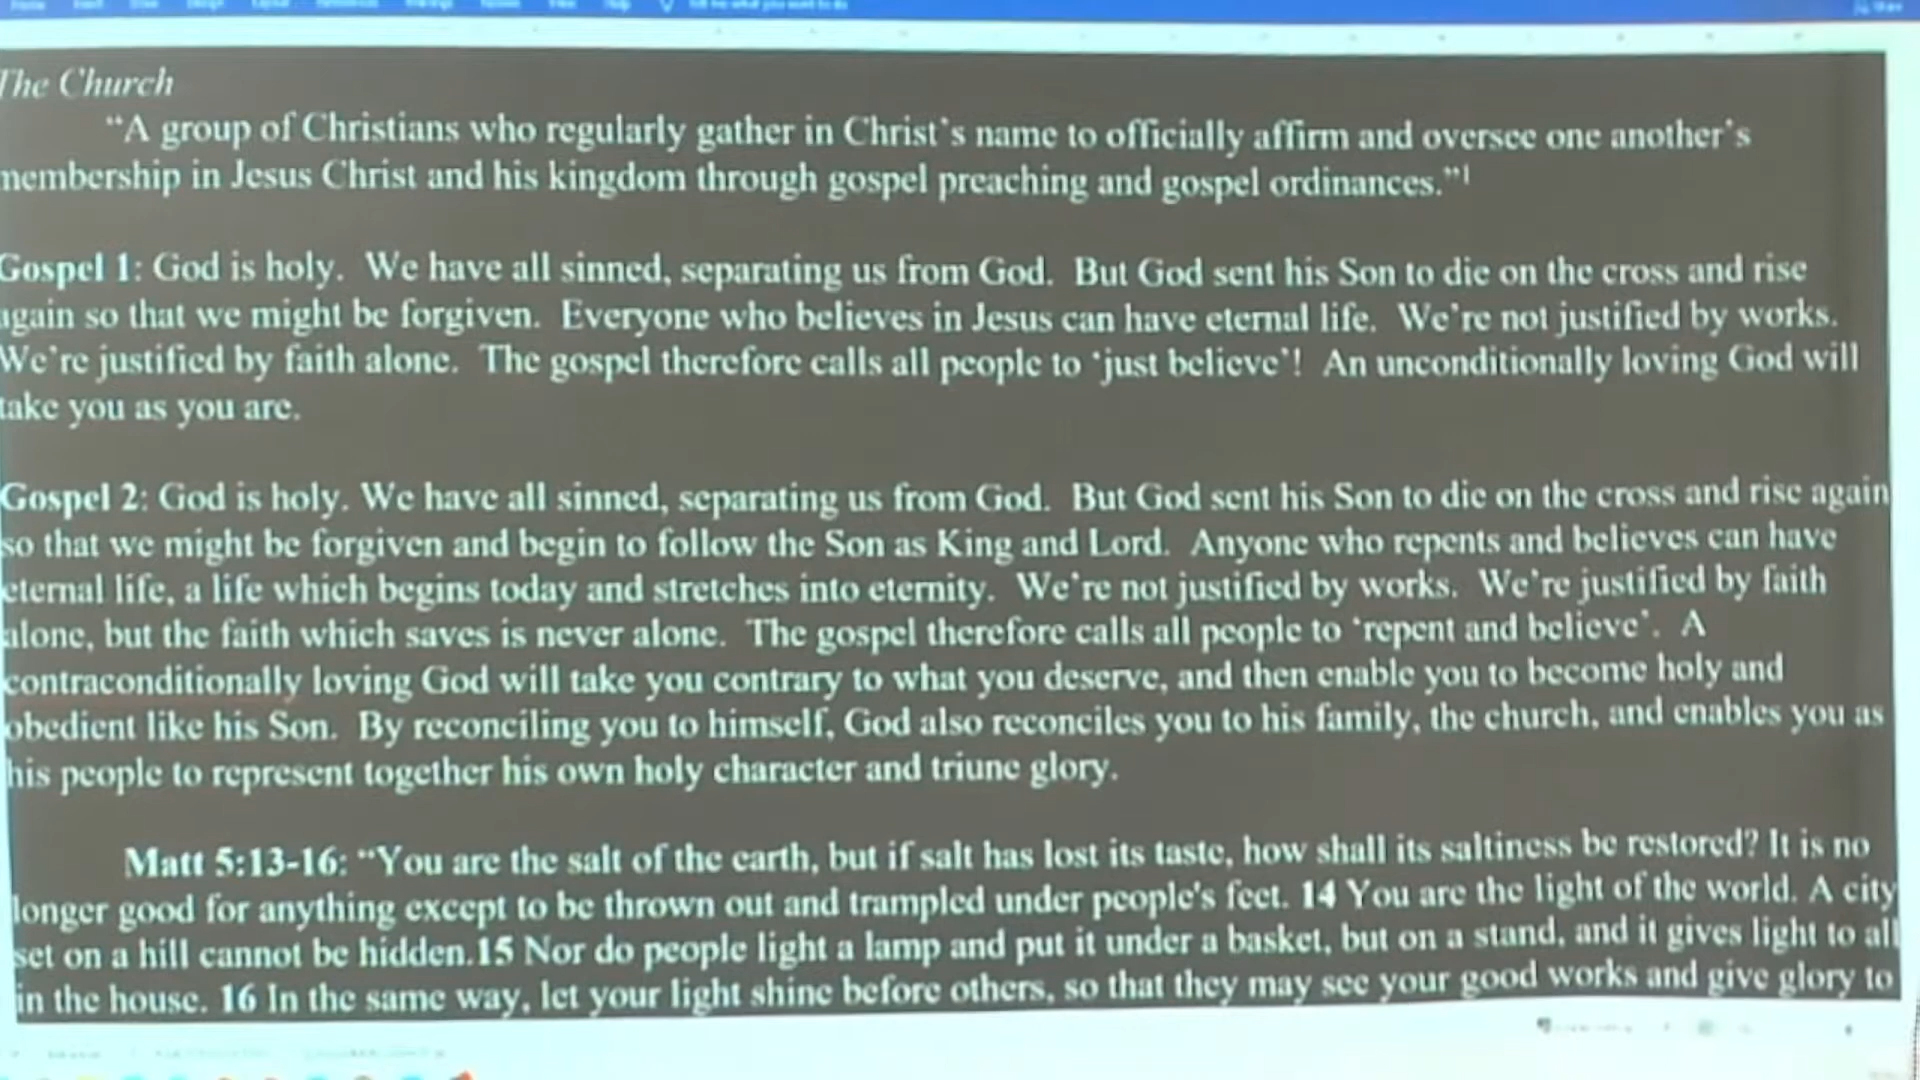 The Church
“A group of Christians who regularly gather in Christ’s name to officially affirm and oversee one another’s
membership in Jesus Christ and his kingdom through gospel preaching and gospel ordinances.”1
Gospel 1: God is holy. We have all sinned, separating us from God. But God sent his Son to die on the cross and rise
again so that we might be forgiven. Everyone who believes in Jesus can have eternal life. We’re not justified by works.
We’re justified by faith alone. The gospel therefore calls all people to ‘just believe’! An unconditionally loving God will
take you as you are.
Gospel 2: God is holy. We have all sinned, separating us from God. But God sent his Son to die on the cross and rise again
so that we might be forgiven and begin to follow the Son as King and Lord. Anyone who repents and believes can have
eternal life, a life which begins today and stretches into eternity. We’re not justified by works. We’re justified by faith
alone, but the faith which saves is never alone. The gospel therefore calls all people to ‘repent and believe’. A
contraconditionally loving God will take you contrary to what you deserve, and then enable you to become holy and
obedient like his Son. By reconciling you to himself, God also reconciles you to his family, the church, and enables you as
his people to represent together his own holy character and triune glory.
Matt 5:13-16: “You are the salt of the earth, but if salt has lost its taste, how shall its saltiness be restored? It is no
longer good for anything except to be thrown out and trampled under people's feet. 14 You are the light of the world. A city
set on a hill cannot be hidden.15 Nor do people light a lamp and put it under a basket, but on a stand, and it gives light to all
in the house. 16 In the same way, let your light shine before others, so that they may see your good works and give glory to